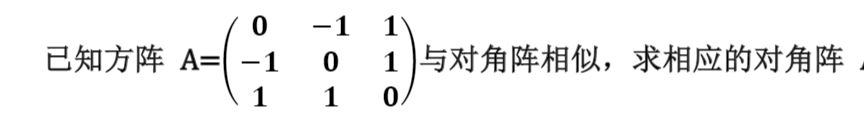 已知方阵 A=⎛ 0 −1 1 ⎞
⎜ −1 0 1 ⎟与对角阵相似，求相应的对角阵
⎝ 1 1 0 ⎠